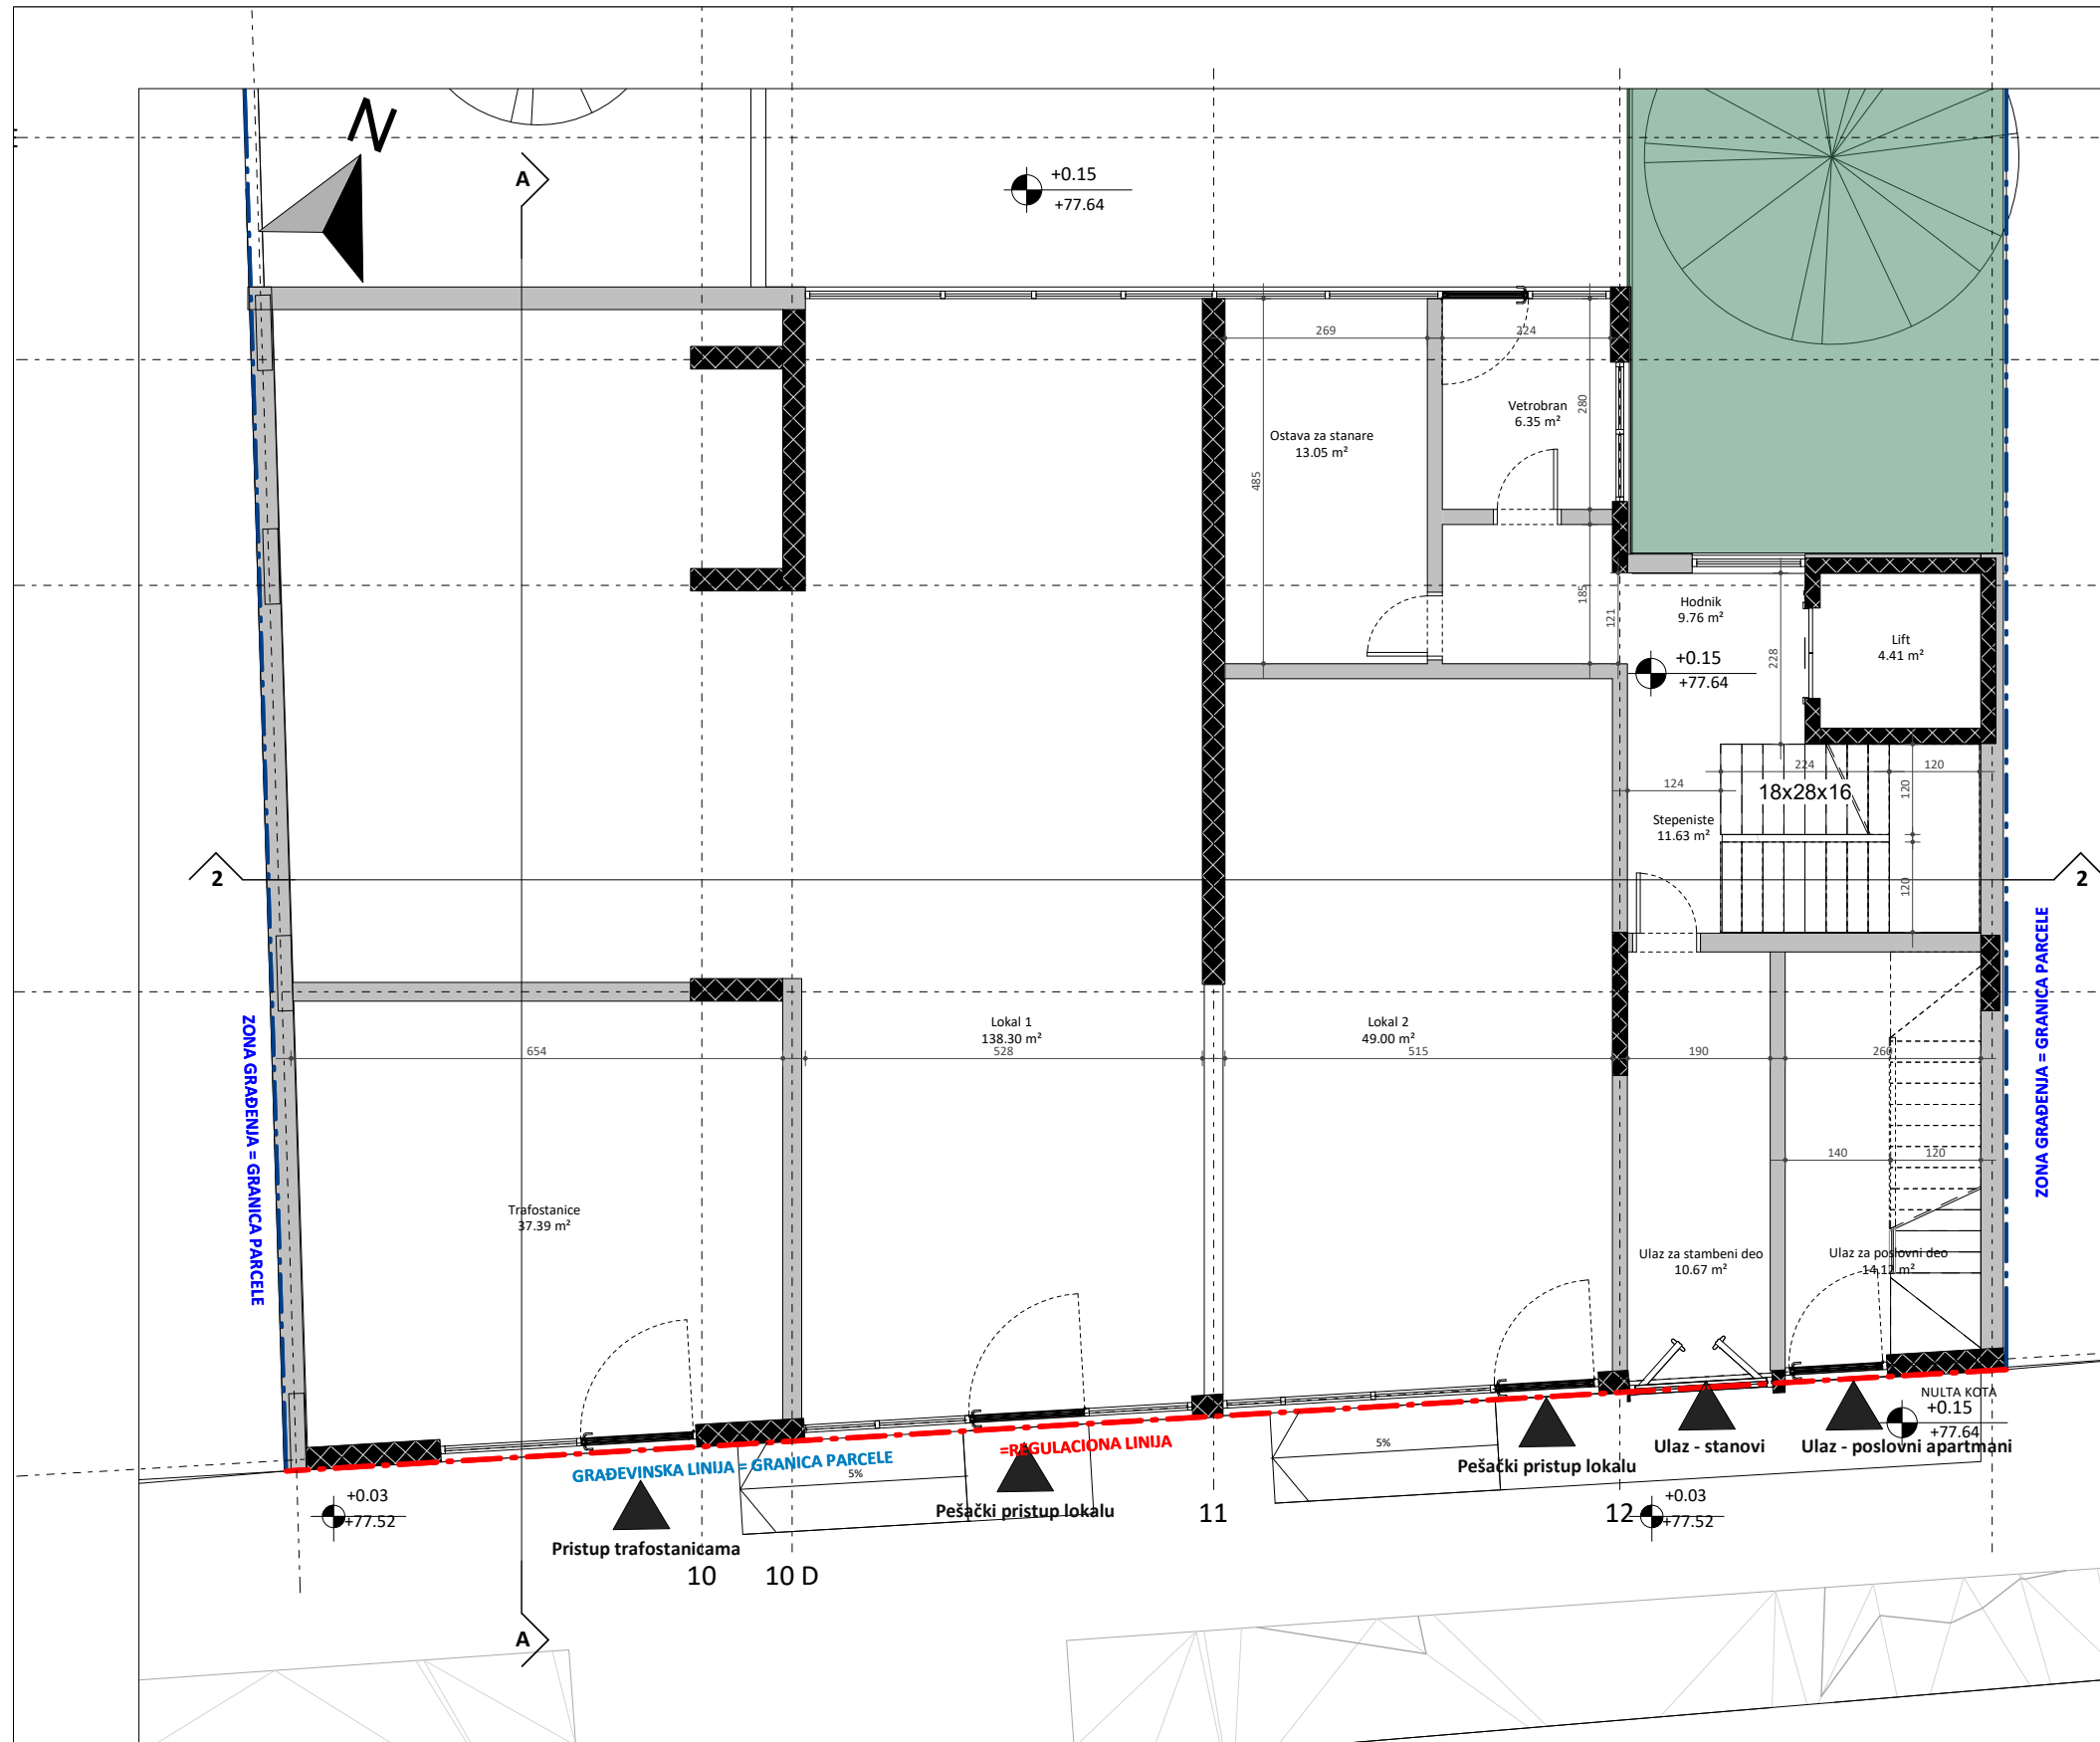 N
A
+0.15
+77.64
269
224
280
Vetrobran
6.35 m²
Ostava za stanare
13.05 m²
485
185
121
Hodnik
9.76 m²
Lift
4.41 m²
+0.15
+77.64
228
224
120
124
18x28x16
120
Stepeniste
11.63 m²
2
2
120
ZONA GRAĐENJA = GRANICA PARCELE
ZONA GRAĐENJA = GRANICA PARCELE
Lokal 1
138.30 m²
Lokal 2
49.00 m²
654
528
515
190
260
140
120
Trafostanice
37.39 m²
Ulaz za stambeni deo
10.67 m²
Ulaz za poslovni deo
14.12 m²
NULTA KOTA
+0.15
+77.64
=REGULACIONA LINIJA
GRAĐEVINSKA LINIJA = GRANICA PARCELE
5%
5%
Ulaz - stanovi
Ulaz - poslovni apartmani
Pešački pristup lokalu
Pešački pristup lokalu
+0.03
+77.52
+0.03
+77.52
Pristup trafostanicama
11
12
10
10 D
A